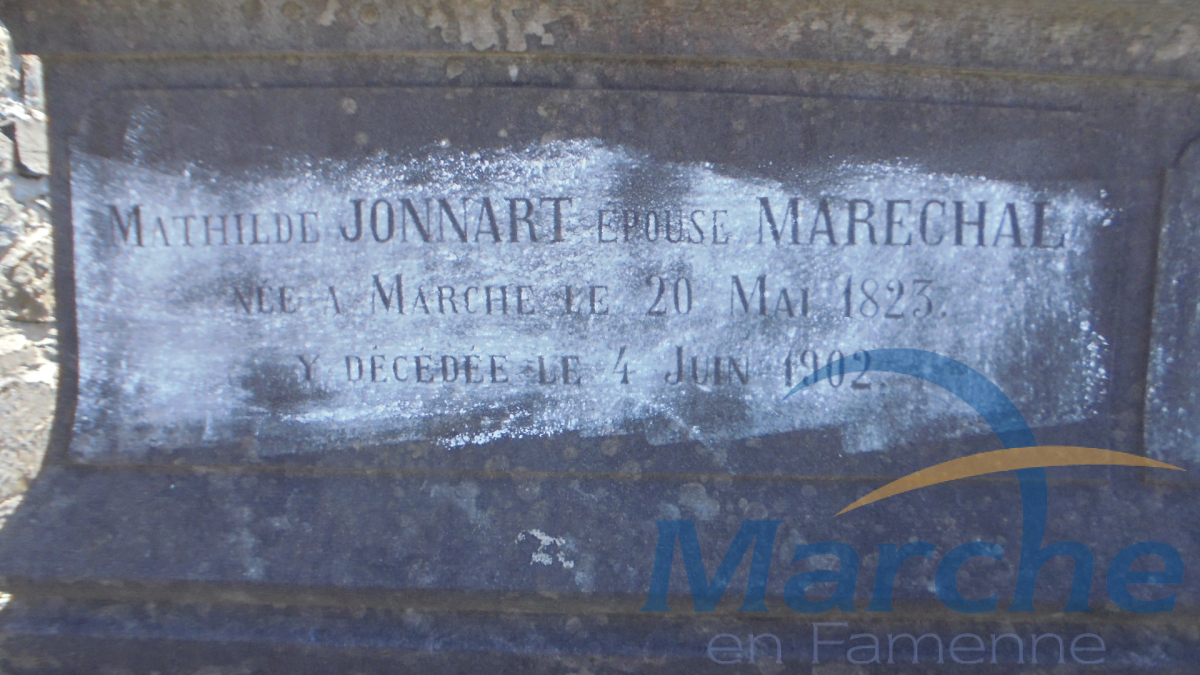 MATHILDE JONNART EPOUSE MARECHAL
NÉE A MARCHE LE 20 MAI 1823.
Y DÉCÉDÉE LE 4 JUIN 1902.
Marche
en Famenne